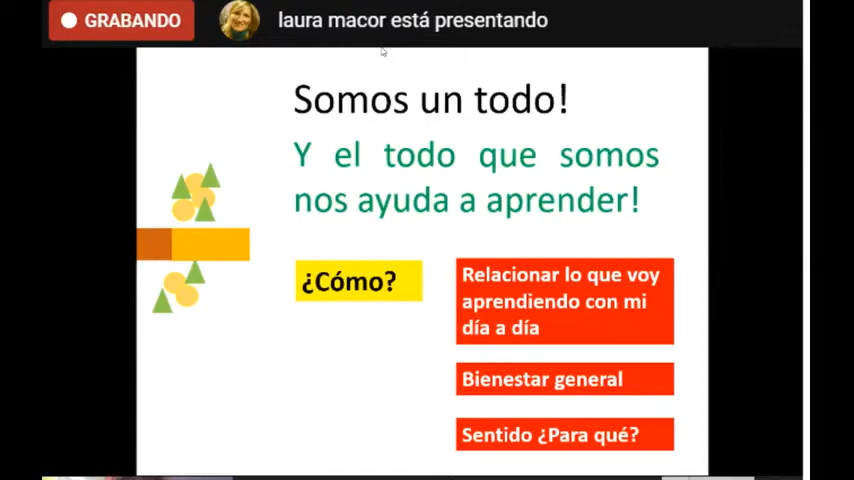 GRABANDO
laura macor está presentando
Somos un todo!
Y el todo que somos
nos ayuda a aprender!
¿Cómo?
Relacionar lo que voy
aprendiendo con mi
día a día
Bienestar general
Sentido ¿Para qué?